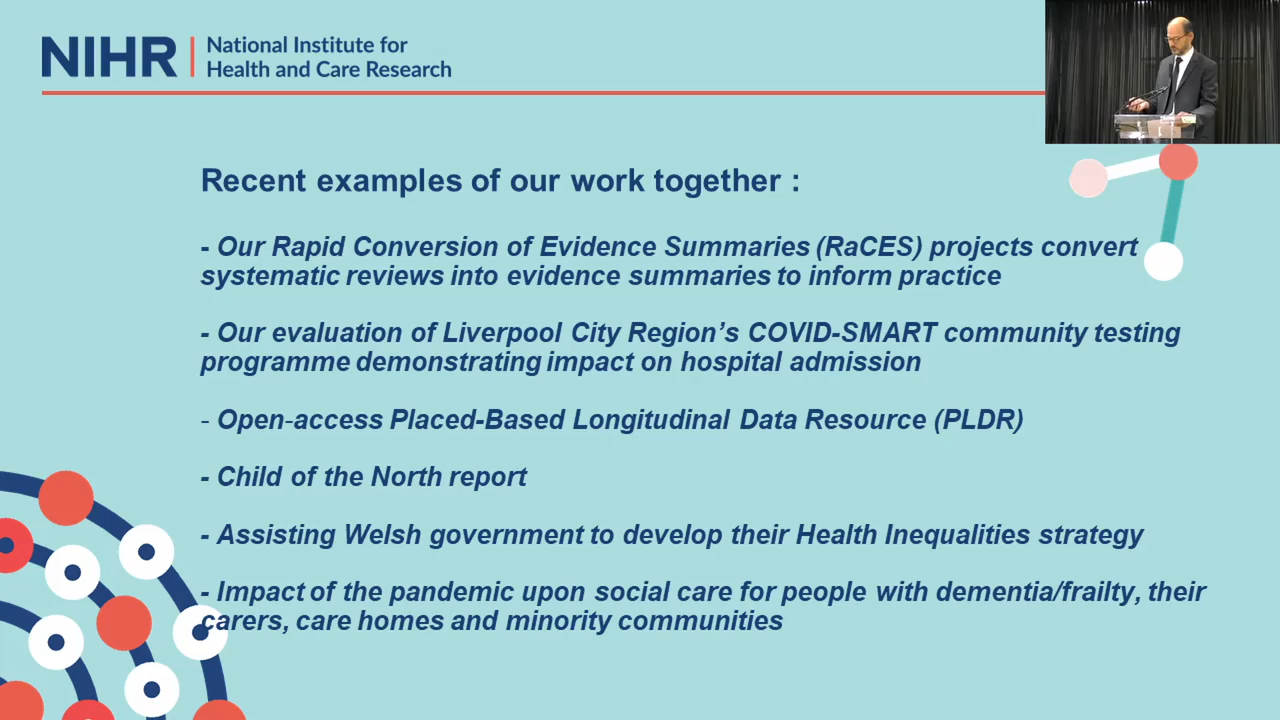 NIHR | National Institute for
Health and Care Research
Recent examples of our work together :
- Our Rapid Conversion of Evidence Summaries (RaCES) projects convert
systematic reviews into evidence summaries to inform practice
- Our evaluation of Liverpool City Region’s COVID-SMART community testing
programme demonstrating impact on hospital admission
- Open-access Placed-Based Longitudinal Data Resource (PLDR)
- Child of the North report
- Assisting Welsh government to develop their Health Inequalities strategy
- Impact of the pandemic upon social care for people with dementia/frailty, their
carers, care homes and minority communities